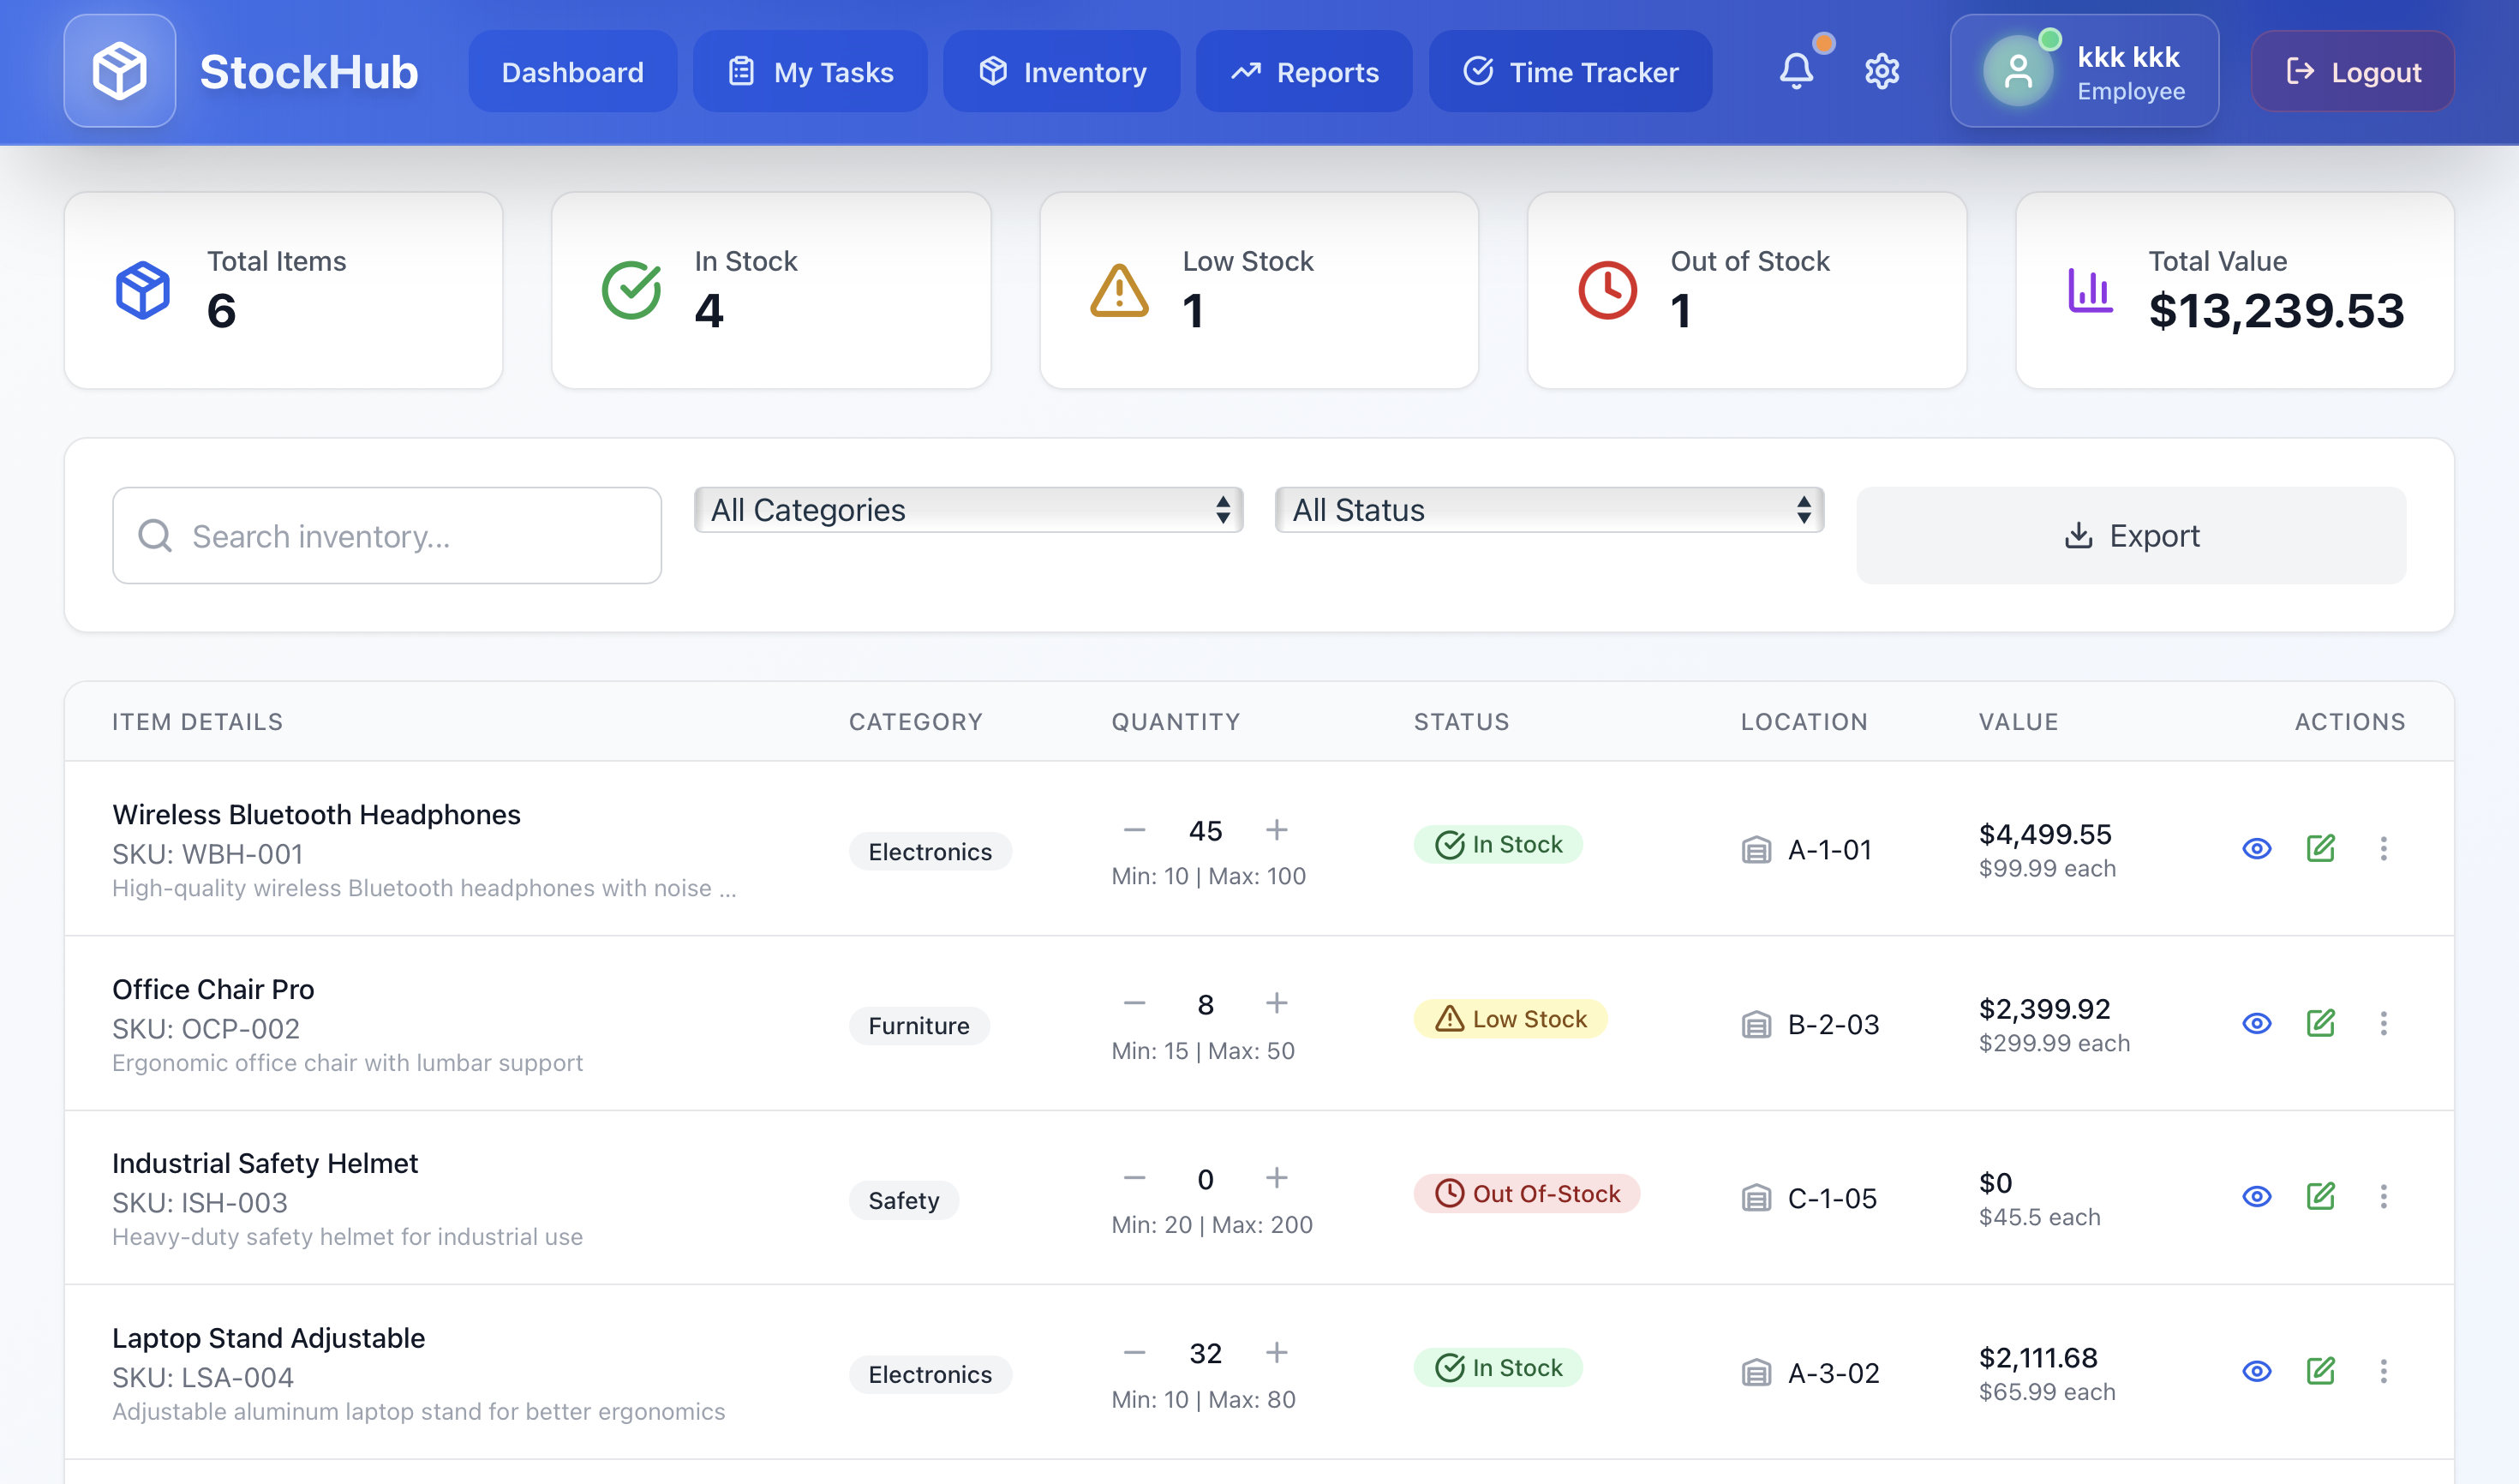 StockHub
Dashboard
My Tasks
Inventory
Reports
Time Tracker
kkk kkk
Employee
Logout
Total Items
6
In Stock
4
Low Stock
1
Out of Stock
1
Total Value
$13,239.53
Search inventory...
All Categories
All Status
Export
ITEM DETAILS CATEGORY QUANTITY STATUS LOCATION VALUE ACTIONS
Wireless Bluetooth Headphones
SKU: WBH-001
High-quality wireless Bluetooth headphones with noise ...
Electronics
45
Min: 10 | Max: 100
In Stock
A-1-01
$4,499.55
$99.99 each
Office Chair Pro
SKU: OCP-002
Ergonomic office chair with lumbar support
Furniture
8
Min: 15 | Max: 50
Low Stock
B-2-03
$2,399.92
$299.99 each
Industrial Safety Helmet
SKU: ISH-003
Heavy-duty safety helmet for industrial use
Safety
0
Min: 20 | Max: 200
Out Of-Stock
C-1-05
$0
$45.5 each
Laptop Stand Adjustable
SKU: LSA-004
Adjustable aluminum laptop stand for better ergonomics
Electronics
32
Min: 10 | Max: 80
In Stock
A-3-02
$2,111.68
$65.99 each